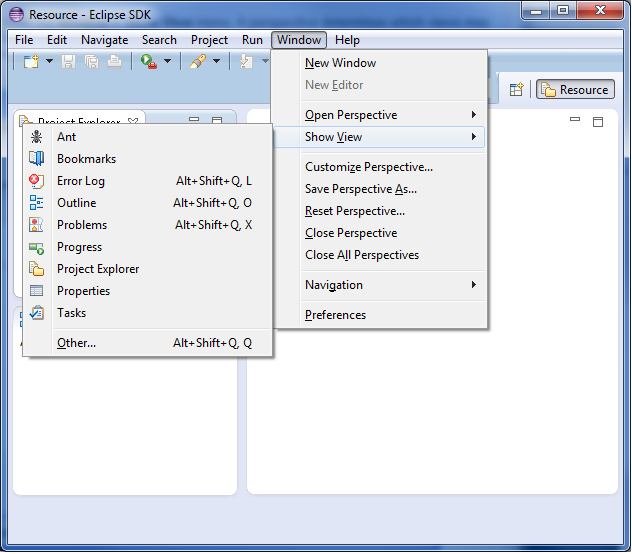 Resource - Eclipse SDK
File Edit Navigate Search Project Run Window Help
New Window
New Editor
Resource
Open Perspective
Project Explorer
Show View
Ant
Bookmarks
Customize Perspective...
Error Log Alt+Shift+Q, L
Save Perspective As...
Outline Alt+Shift+Q, O
Reset Perspective...
Problems Alt+Shift+Q, X
Close Perspective
Progress
Close All Perspectives
Project Explorer
Navigation
Properties
Tasks
Preferences
Other... Alt+Shift+Q, Q